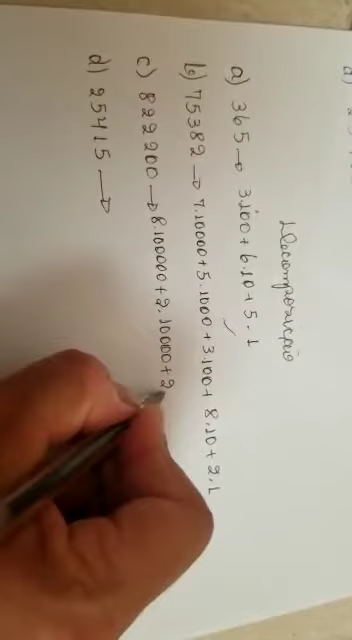 Decomposição
a) 365 → 3.100 + 6.10 + 5.1
b) 75382 → 7.10000 + 5.1000 + 3.100 + 8.10 + 2.1
c) 822200 → 8.100000 + 2.10000 + 2
d) 25415 →